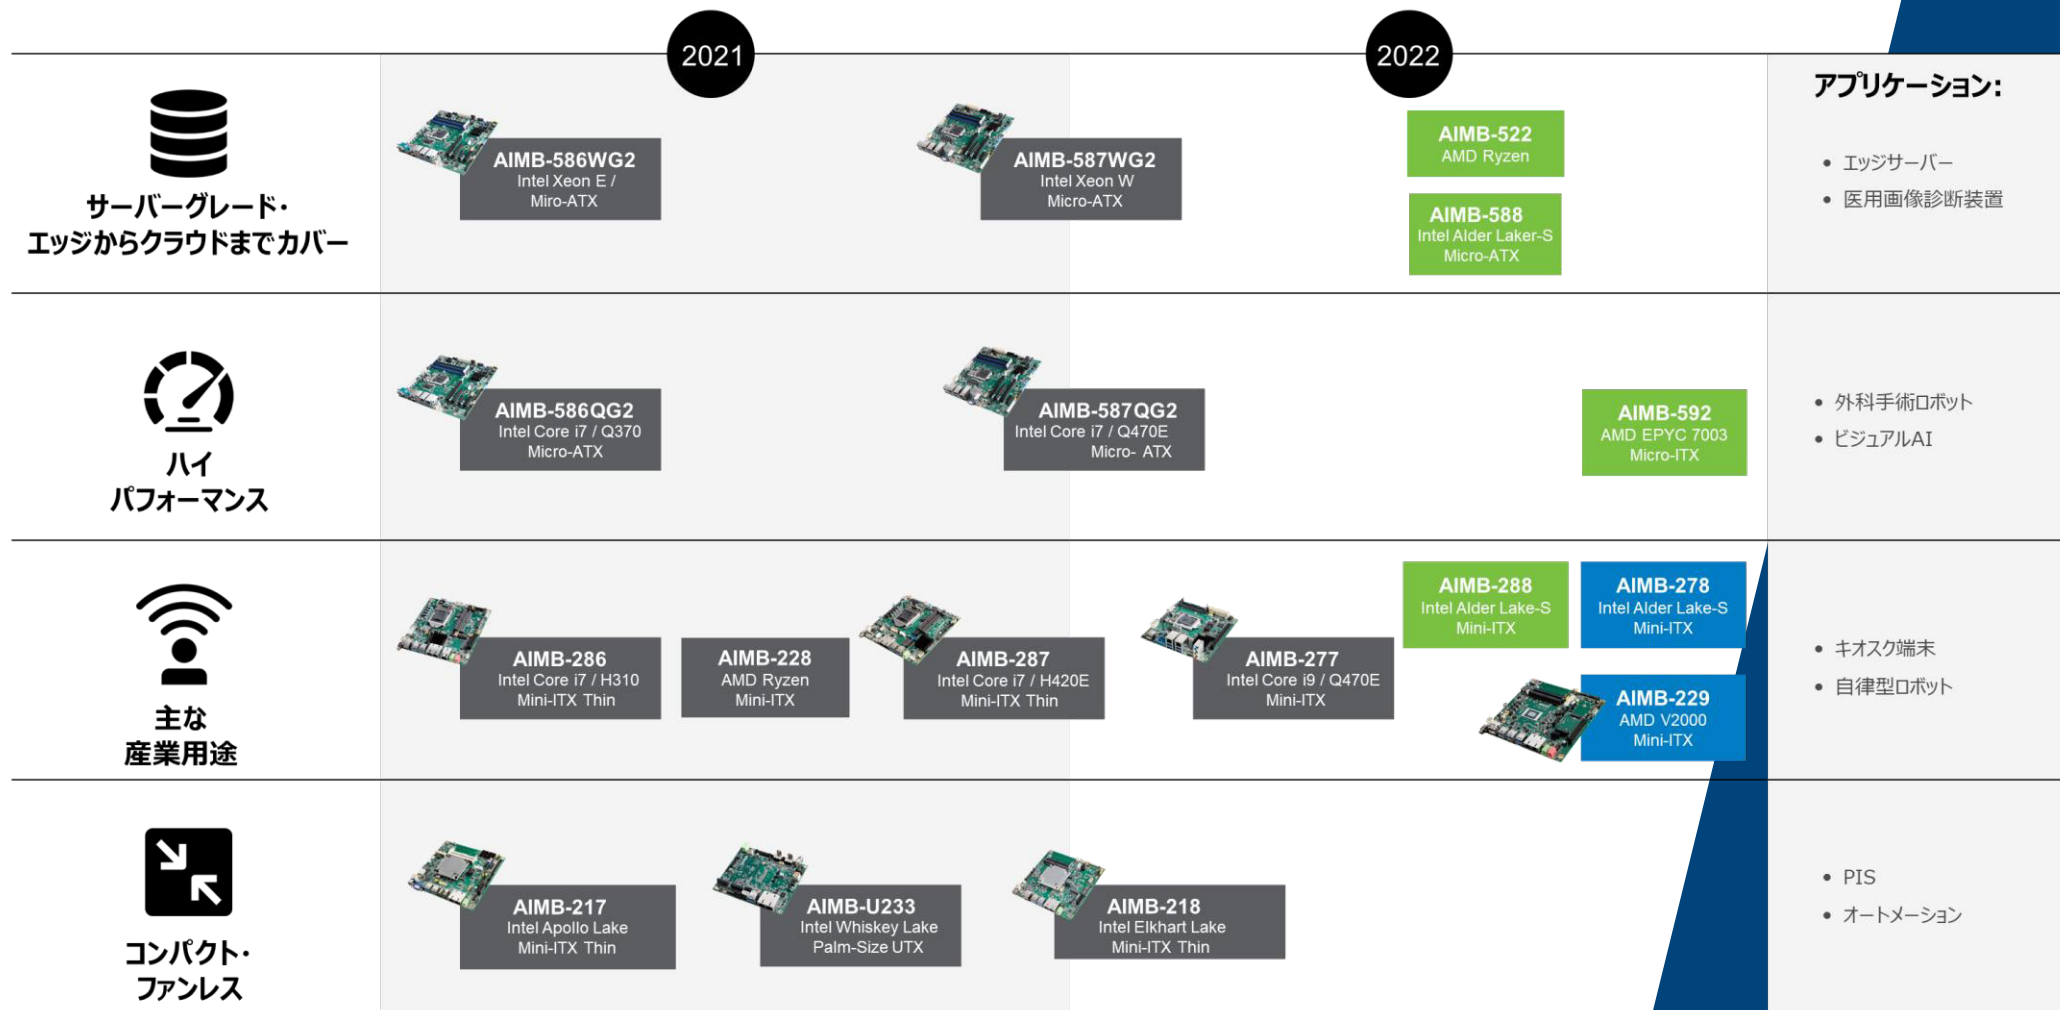 2021
2022
サーバーグレード・
エッジからクラウドまでカバー
AIMB-586WG2
Intel Xeon E /
Miro-ATX
AIMB-587WG2
Intel Xeon W
Micro-ATX
AIMB-522
AMD Ryzen
AIMB-588
Intel Alder Laker-S
Micro-ATX
アプリケーション:
• エッジサーバー
• 医用画像診断装置
ハイ
パフォーマンス
AIMB-586QG2
Intel Core i7 / Q370
Micro-ATX
AIMB-587QG2
Intel Core i7 / Q470E
Micro- ATX
AIMB-592
AMD EPYC 7003
Micro-ITX
• 外科手術ロボット
• ビジュアルAI
主な
産業用途
AIMB-286
Intel Core i7 / H310
Mini-ITX Thin
AIMB-228
AMD Ryzen
Mini-ITX
AIMB-287
Intel Core i7 / H420E
Mini-ITX Thin
AIMB-277
Intel Core i9 / Q470E
Mini-ITX
AIMB-288
Intel Alder Lake-S
Mini-ITX
AIMB-278
Intel Alder Lake-S
Mini-ITX
AIMB-229
AMD V2000
Mini-ITX
• キオスク端末
• 自律型ロボット
コンパクト・
ファンレス
AIMB-217
Intel Apollo Lake
Mini-ITX Thin
AIMB-U233
Intel Whiskey Lake
Palm-Size UTX
AIMB-218
Intel Elkhart Lake
Mini-ITX Thin
• PIS
• オートメーション